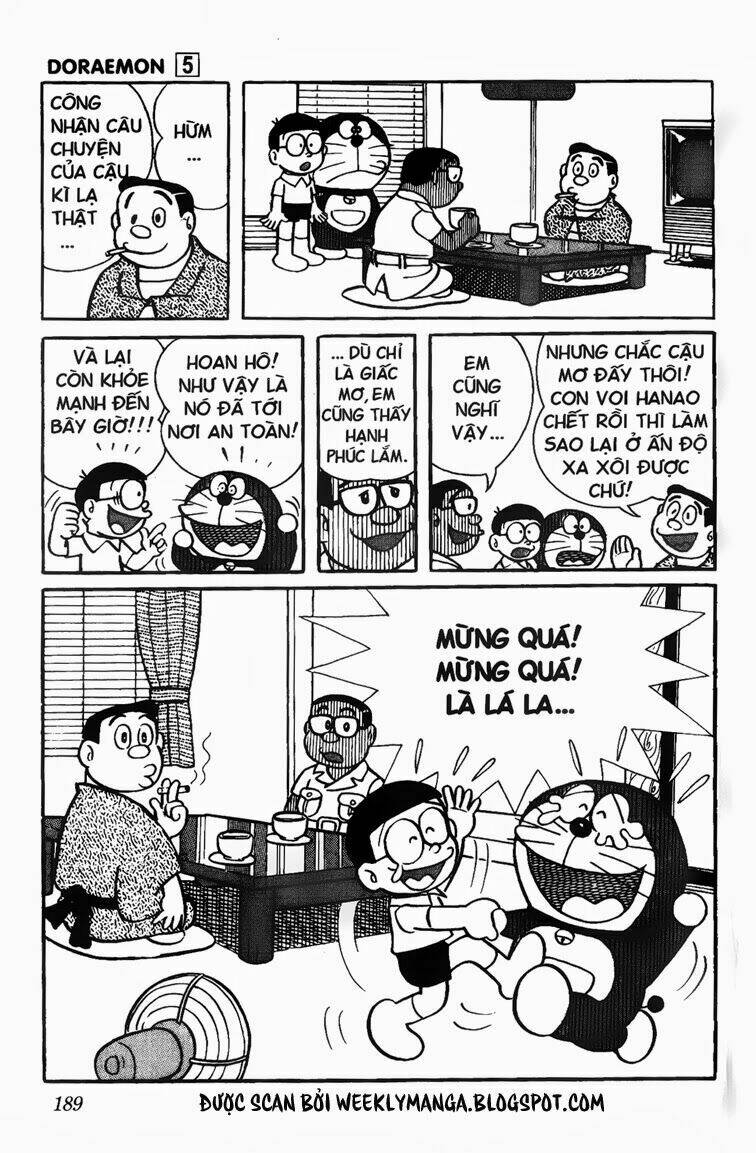 DORAEMON 5
HỪM
...
CÔNG
NHẬN CÂU
CHUYỆN
CỦA CẬU
KÌ LẠ
THẬT
...
NHƯNG CHẮC CẬU
MƠ ĐẤY THÔI!
CON VOI HANAO
CHẾT RỒI THÌ LÀM
SAO LẠI Ở ẤN ĐỘ
XA XÔI ĐƯỢC
CHỨ!
EM
CŨNG
NGHĨ
VẬY...
... DÙ CHỈ
LÀ GIẤC
MƠ, EM
CŨNG THẤY
HẠNH
PHÚC LẮM.
HOAN HÔ!
NHƯ VẬY LÀ
NÓ ĐÃ TỚI
NƠI AN TOÀN!
VÀ LẠI
CÒN KHỎE
MẠNH ĐẾN
BÂY GIỜ!!!
MỪNG QUÁ!
MỪNG QUÁ!
LÀ LÁ LA...
189
ĐƯỢC SCAN BỞI WEEKLYMANGA.BLOGSPOT.COM